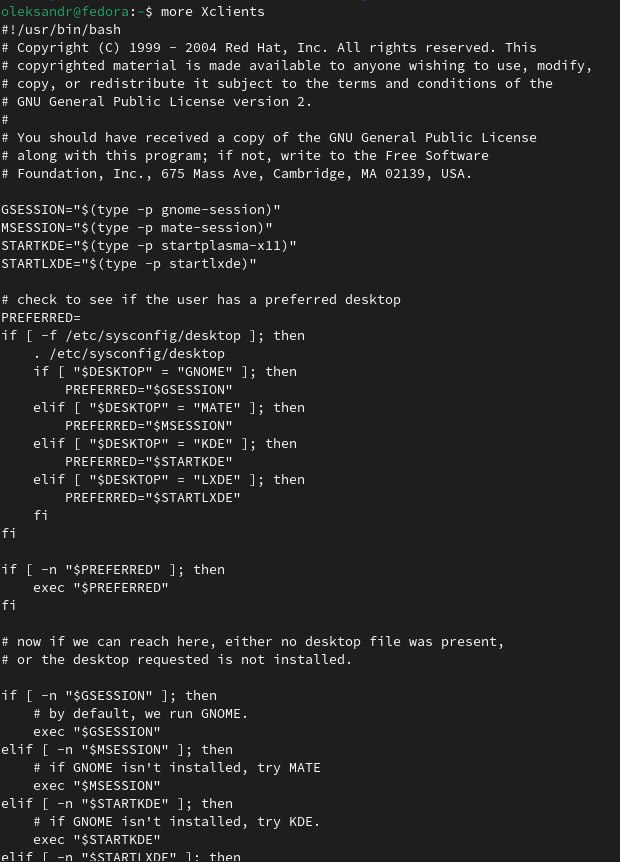 oleksandr@fedora:~$ more Xclients
#!/usr/bin/bash
# Copyright (C) 1999 - 2004 Red Hat, Inc. All rights reserved. This
# copyrighted material is made available to anyone wishing to use, modify,
# copy, or redistribute it subject to the terms and conditions of the
# GNU General Public License version 2.
#
# You should have received a copy of the GNU General Public License
# along with this program; if not, write to the Free Software
# Foundation, Inc., 675 Mass Ave, Cambridge, MA 02139, USA.

GSESSION="$(type -p gnome-session)"
MSESSION="$(type -p mate-session)"
STARTKDE="$(type -p startplasma-x11)"
STARTLXDE="$(type -p startlxde)"

# check to see if the user has a preferred desktop
PREFERRED=
if [ -f /etc/sysconfig/desktop ]; then
    . /etc/sysconfig/desktop
    if [ "$DESKTOP" = "GNOME" ]; then
        PREFERRED="$GSESSION"
    elif [ "$DESKTOP" = "MATE" ]; then
        PREFERRED="$MSESSION"
    elif [ "$DESKTOP" = "KDE" ]; then
        PREFERRED="$STARTKDE"
    elif [ "$DESKTOP" = "LXDE" ]; then
        PREFERRED="$STARTLXDE"
    fi
fi

if [ -n "$PREFERRED" ]; then
    exec "$PREFERRED"
fi

# now if we can reach here, either no desktop file was present,
# or the desktop requested is not installed.

if [ -n "$GSESSION" ]; then
    # by default, we run GNOME.
    exec "$GSESSION"
elif [ -n "$MSESSION" ]; then
    # if GNOME isn't installed, try MATE
    exec "$MSESSION"
elif [ -n "$STARTKDE" ]; then
    # if GNOME isn't installed, try KDE.
    exec "$STARTKDE"
elif [ -n "$STARTLXDE" ]; then